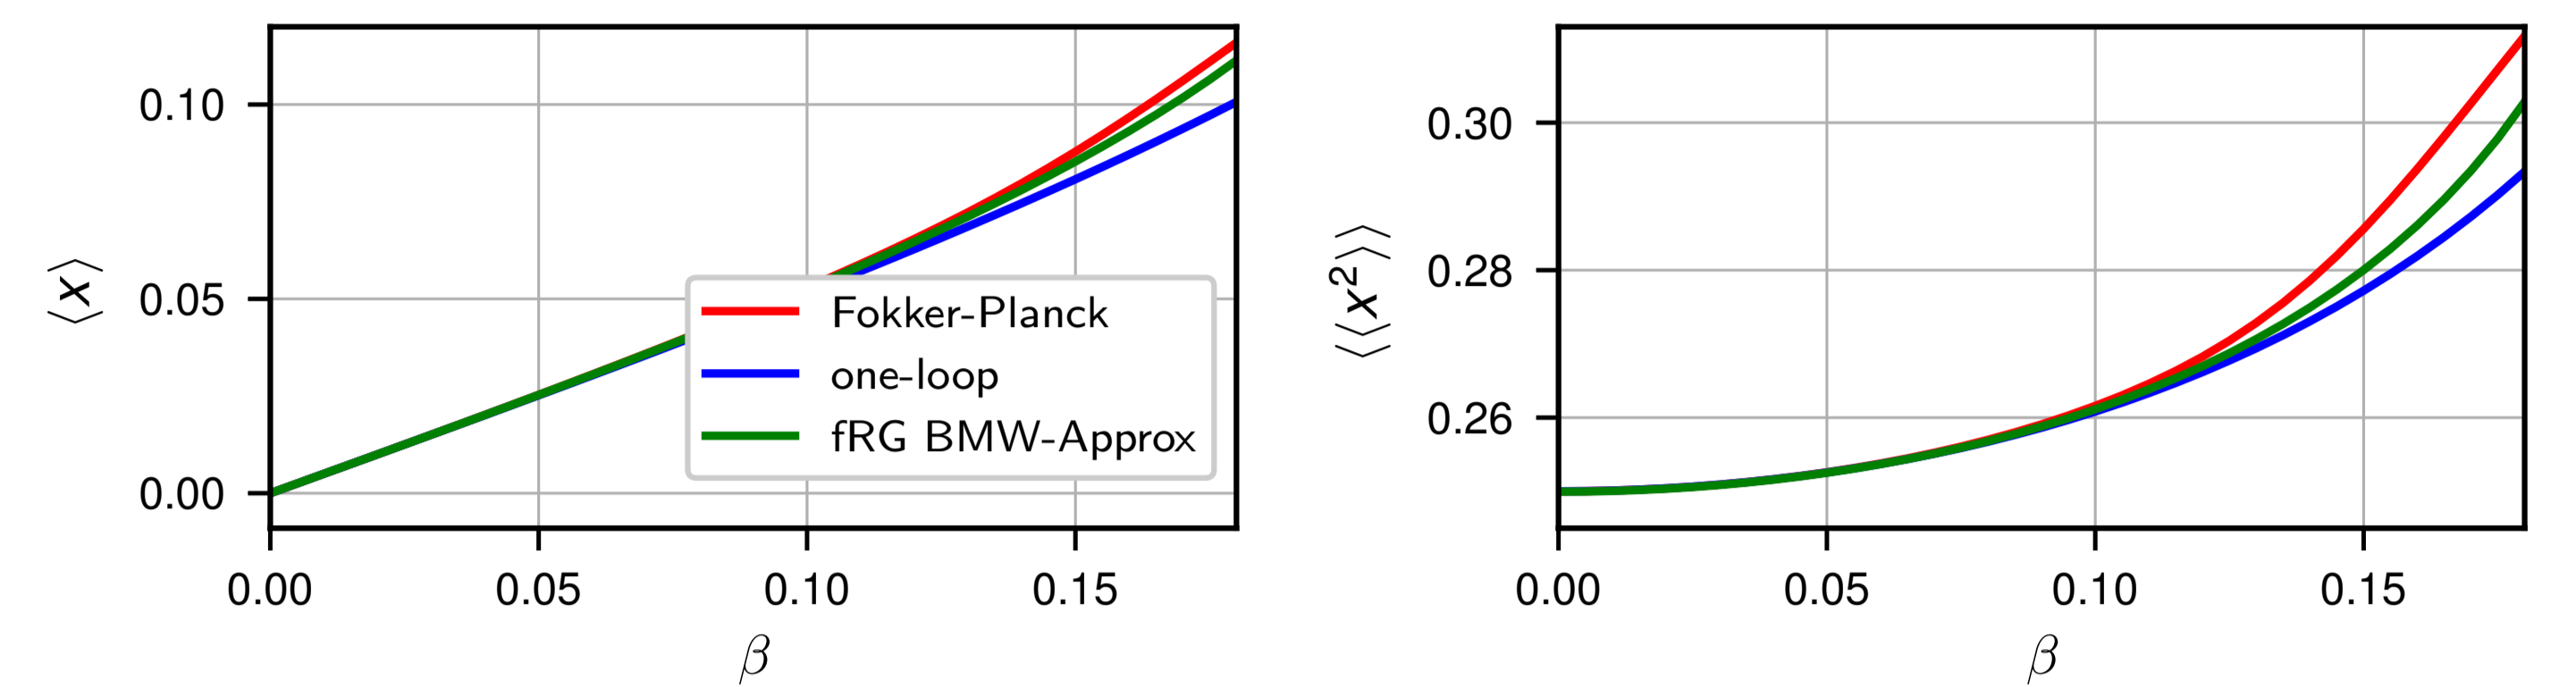 ⟨x⟩
0.10
0.05
0.00
0.00 0.05 0.10 0.15
β
Fokker-Planck
one-loop
fRG BMW-Approx
⟨⟨x²⟩⟩
0.30
0.28
0.26
0.00 0.05 0.10 0.15
β